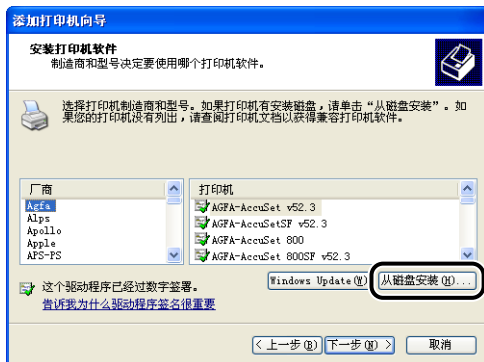 添加打印机向导
安装打印机软件
制造商和型号决定要使用哪个打印机软件。
选择打印机制造商和型号。如果打印机有安装磁盘，请单击“从磁盘安装”。如
果您的打印机没有列出，请查阅打印机文档以获得兼容打印机软件。
厂商
Agfa
Alps
Apollo
Apple
APS-PS
打印机
AGFA-AccuSet v52.3
AGFA-AccuSetSF v52.3
AGFA-AccuSet 800
AGFA-AccuSet 800SF v52.3
这个驱动程序已经过数字签署。
告诉我为什么驱动程序签名很重要
Windows Update(W)
从磁盘安装(H)...
< 上一步(B)
下一步(N) >
取消